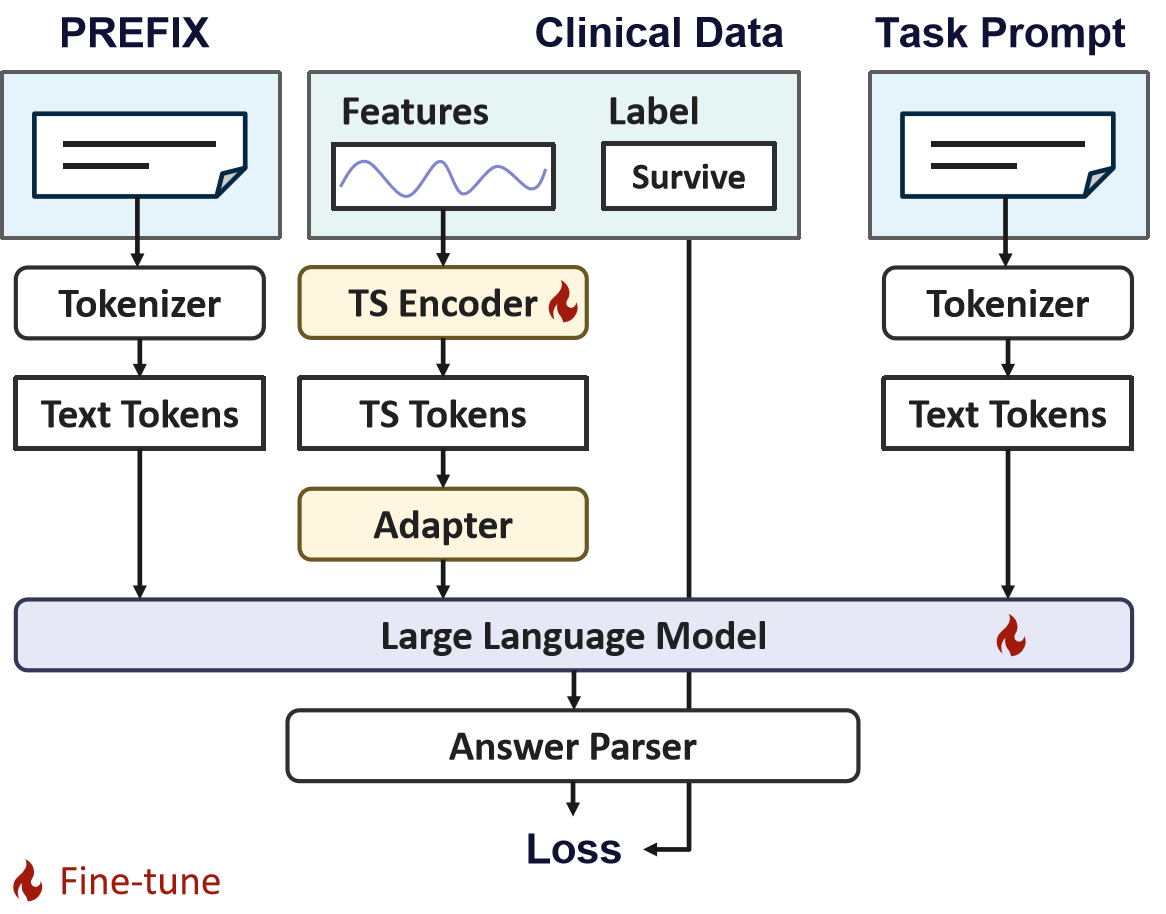 PREFIX
Clinical Data
Task Prompt
Features
Label
Survive
Tokenizer
TS Encoder
Tokenizer
Text Tokens
TS Tokens
Text Tokens
Adapter
Large Language Model
Answer Parser
Loss
Fine-tune